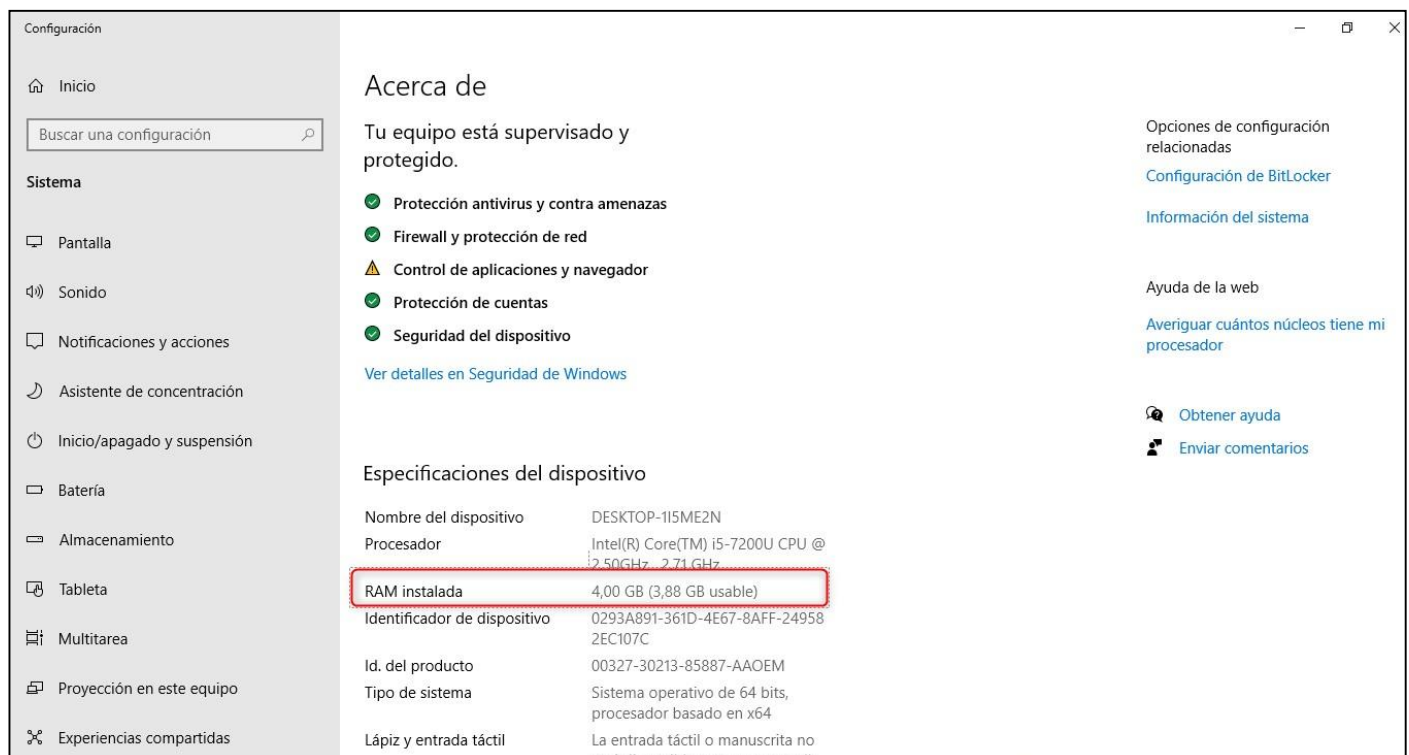 Configuración
Inicio
Buscar una configuración
Sistema
Pantalla
Sonido
Notificaciones y acciones
Asistente de concentración
Inicio/apagado y suspensión
Batería
Almacenamiento
Tableta
Multitarea
Proyección en este equipo
Experiencias compartidas
Acerca de
Tu equipo está supervisado y
protegido.
Protección antivirus y contra amenazas
Firewall y protección de red
Control de aplicaciones y navegador
Protección de cuentas
Seguridad del dispositivo
Ver detalles en Seguridad de Windows
Especificaciones del dispositivo
Nombre del dispositivo DESKTOP-1I5ME2N
Procesador Intel(R) Core(TM) i5-7200U CPU @
2.50GHz 2.71 GHz
RAM instalada 4,00 GB (3,88 GB usable)
Identificador de dispositivo 0293A891-361D-4E67-8AFF-24958
2EC107C
Id. del producto 00327-30213-85887-AAOEM
Tipo de sistema Sistema operativo de 64 bits,
procesador basado en x64
Lápiz y entrada táctil La entrada táctil o manuscrita no
Opciones de configuración
relacionadas
Configuración de BitLocker
Información del sistema
Ayuda de la web
Averiguar cuántos núcleos tiene mi
procesador
Obtener ayuda
Enviar comentarios